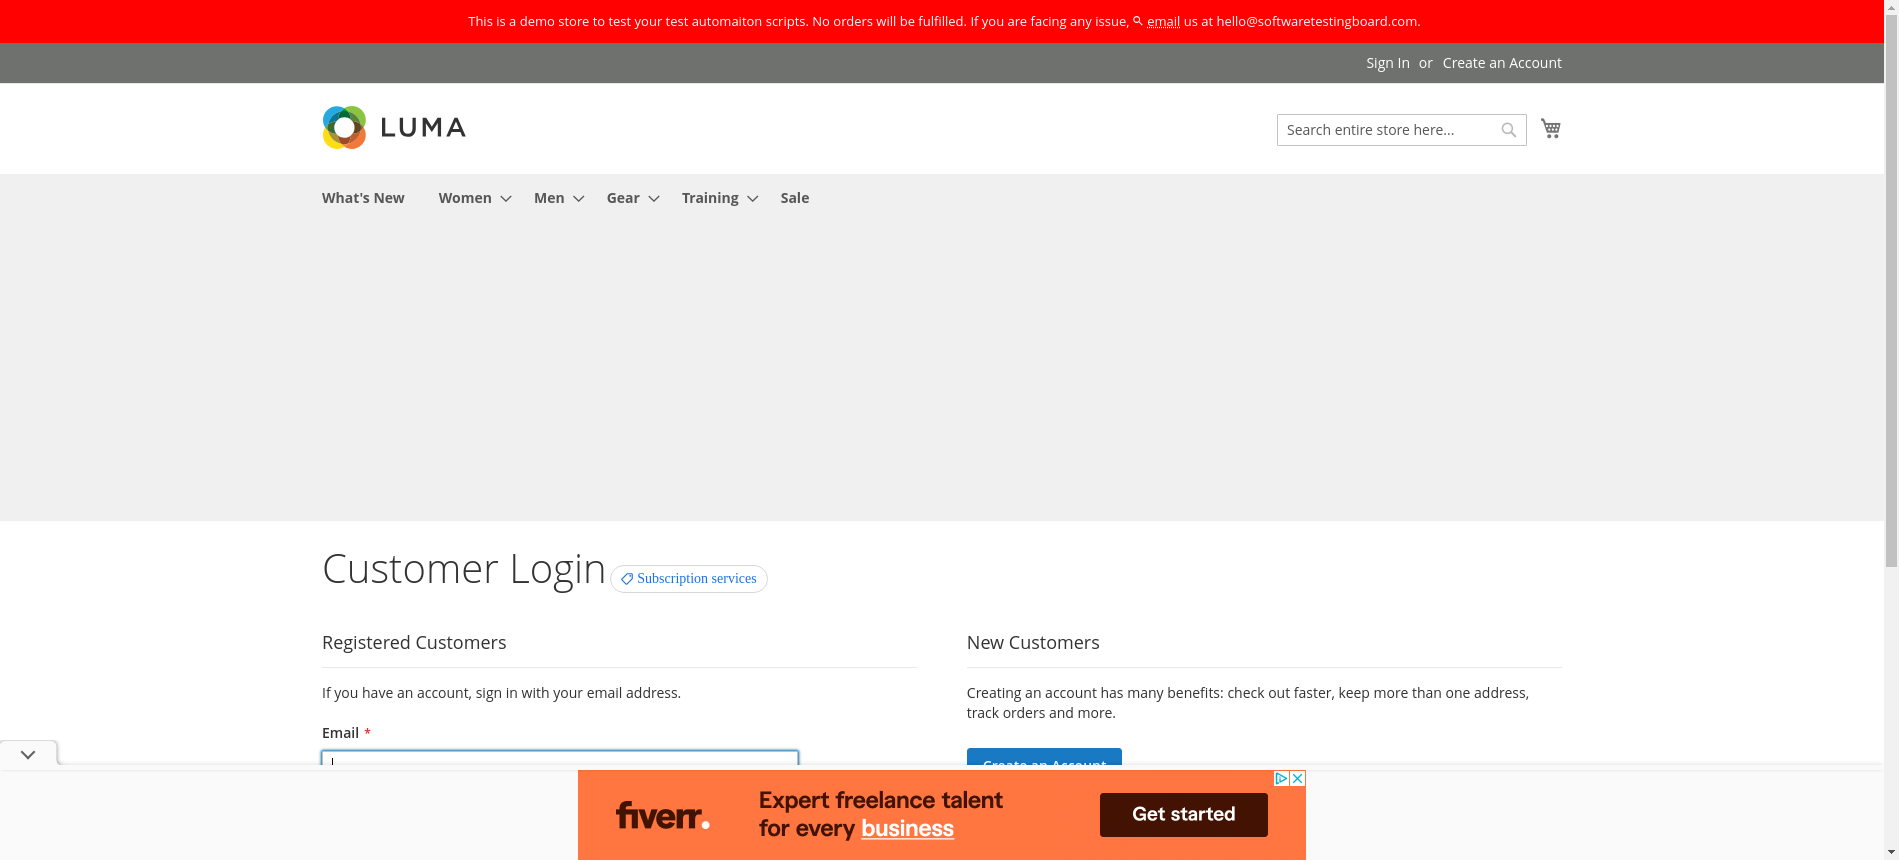 This is a demo store to test your test automaiton scripts. No orders will be fulfilled. If you are facing any issue, email us at hello@softwaretestingboard.com.
Sign In or Create an Account
LUMA
Search entire store here...
What's New Women Men Gear Training Sale
Customer Login
Subscription services
Registered Customers
If you have an account, sign in with your email address.
Email *
New Customers
Creating an account has many benefits: check out faster, keep more than one address,
track orders and more.
Create an Account
fiverr.
Expert freelance talent
for every business
Get started